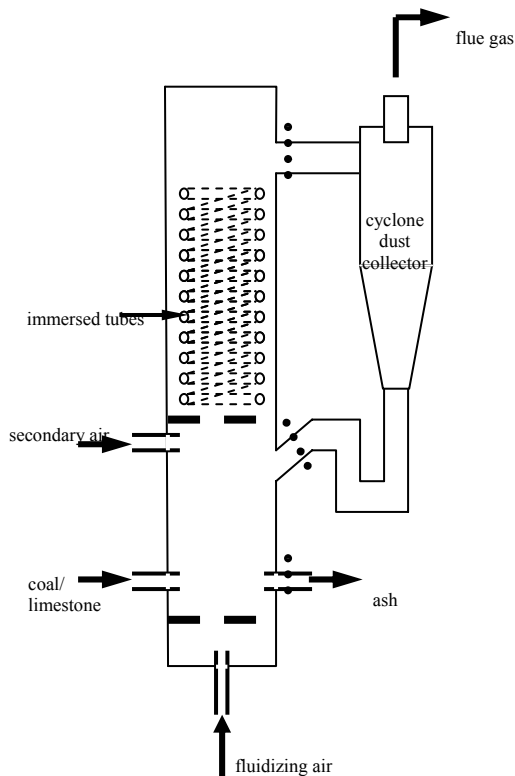 flue gas
cyclone
dust
collector
immersed tubes
secondary air
coal/
limestone
ash
fluidizing air